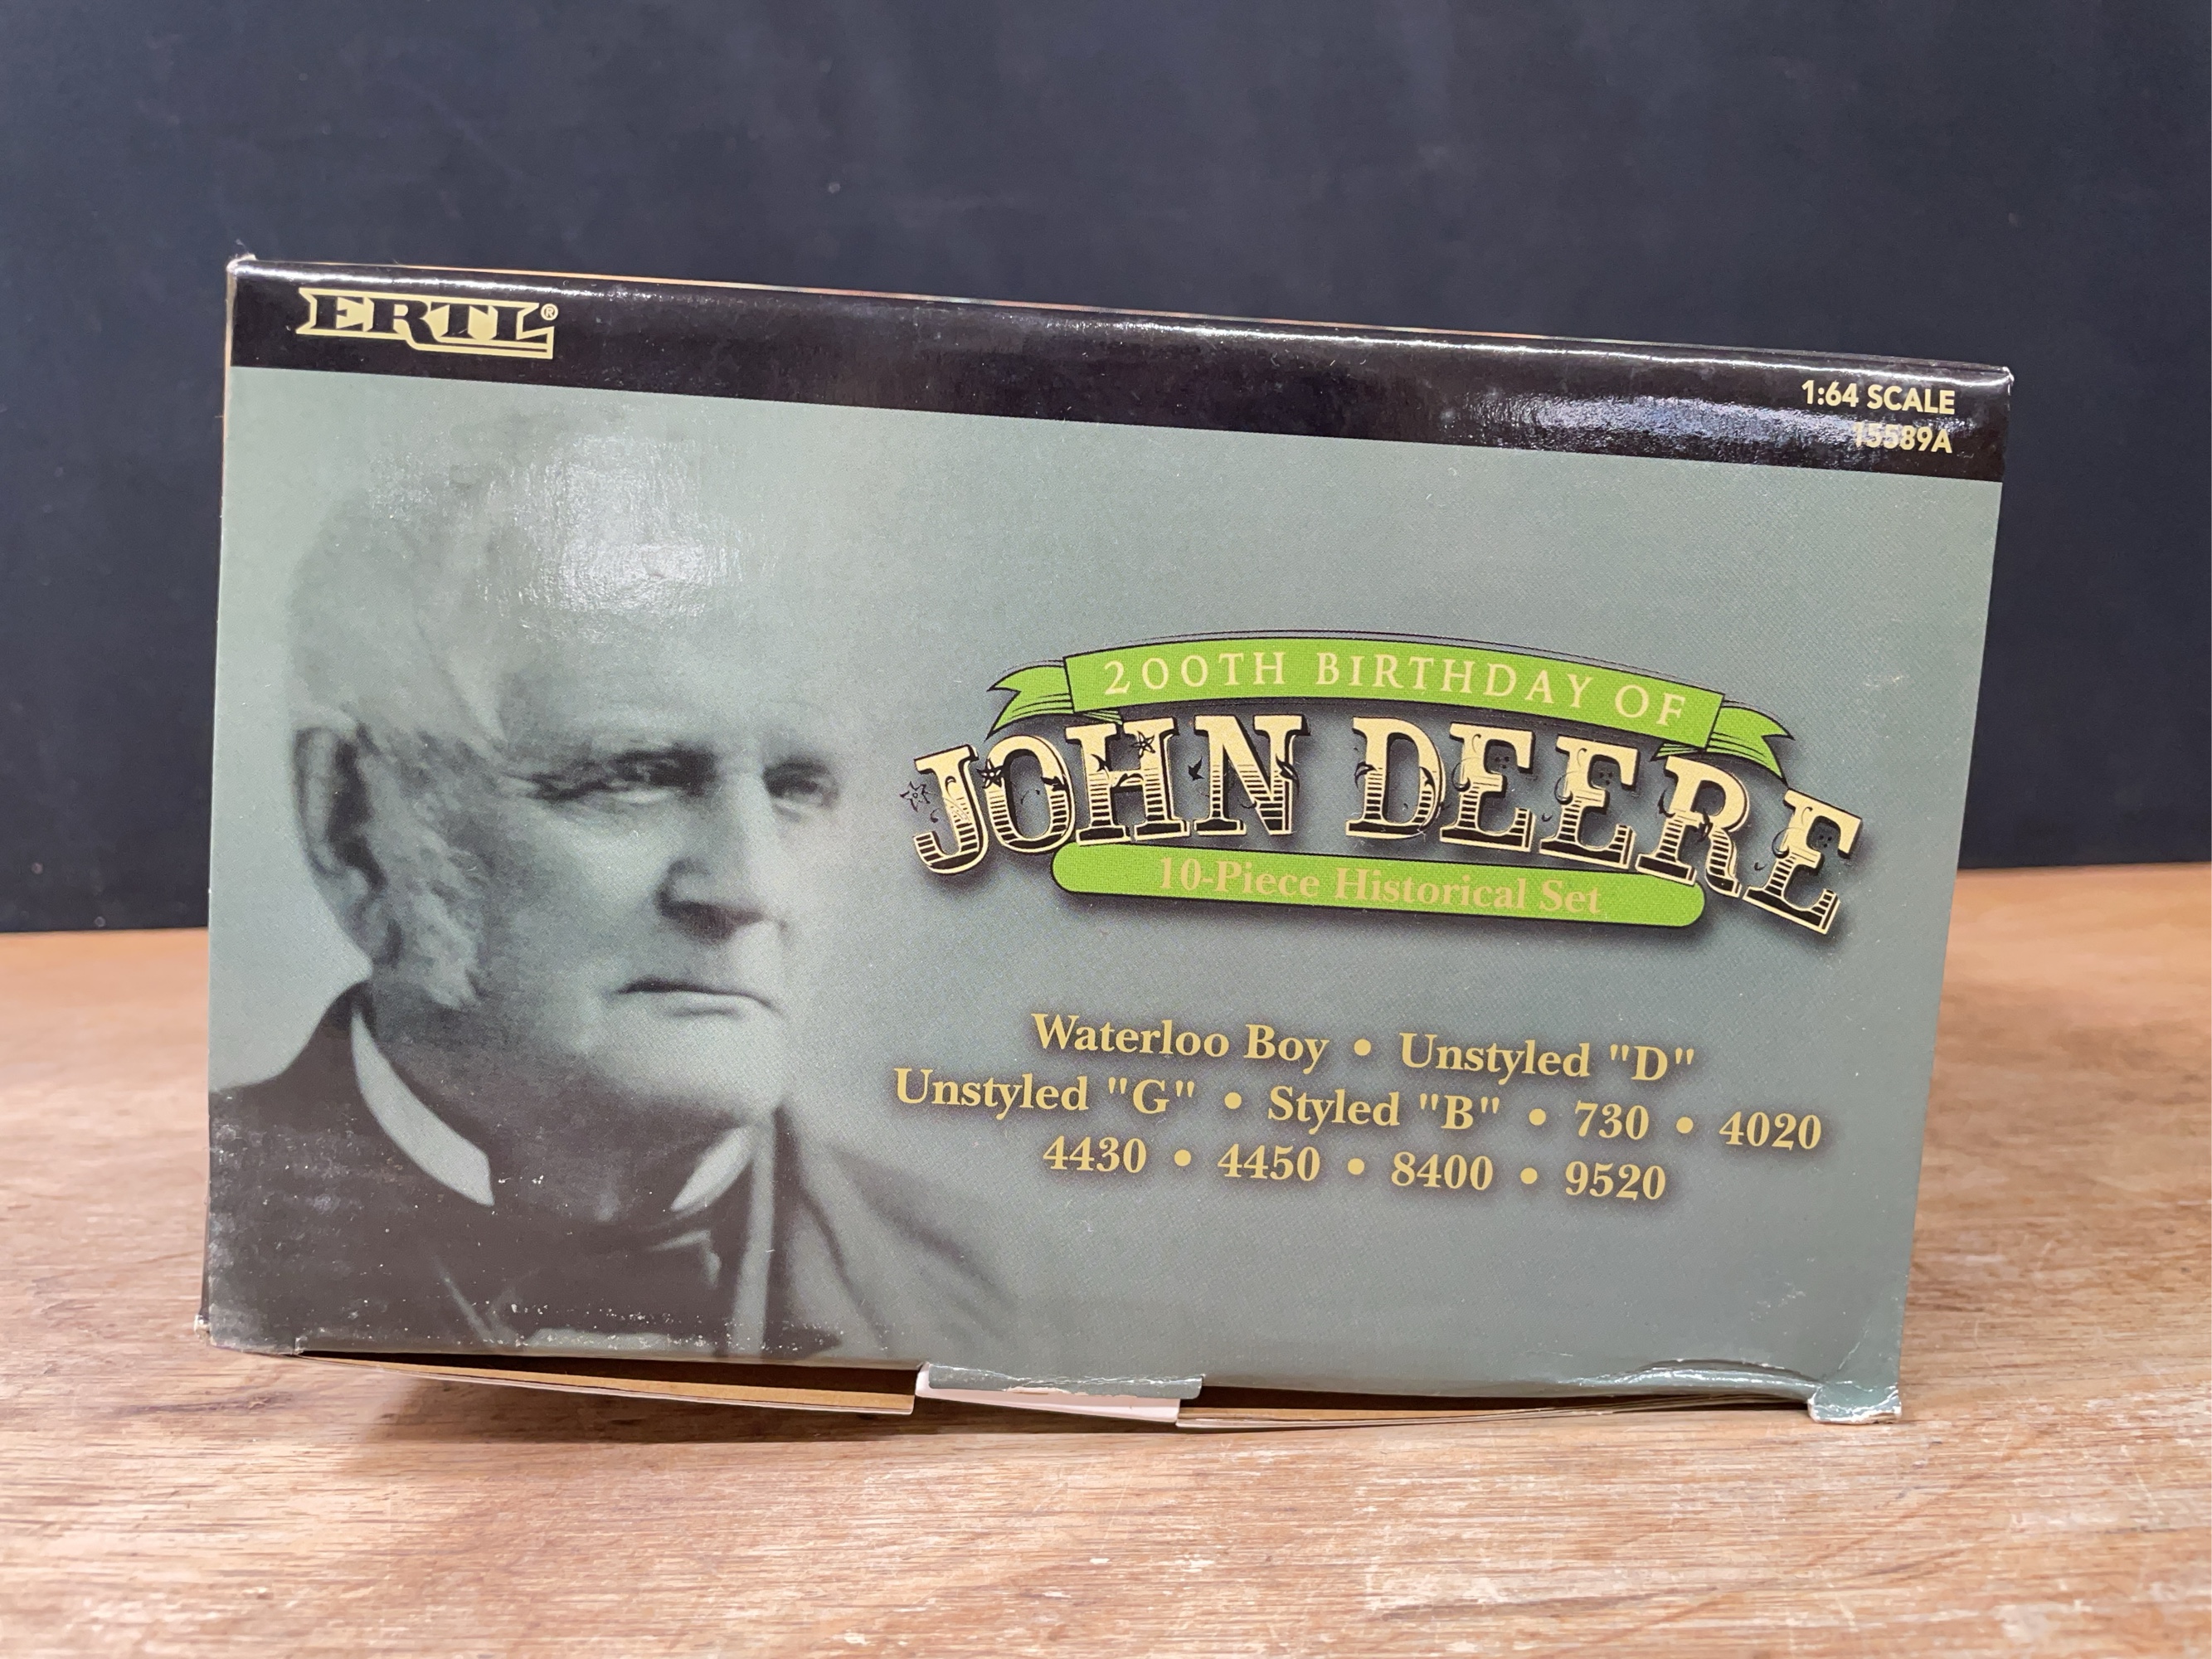 ERTL®
1:64 SCALE
15589A
200TH BIRTHDAY OF
JOHN DEERE
10-Piece Historical Set
Waterloo Boy • Unstyled "D"
Unstyled "G" • Styled "B" • 730 • 4020
4430 • 4450 • 8400 • 9520